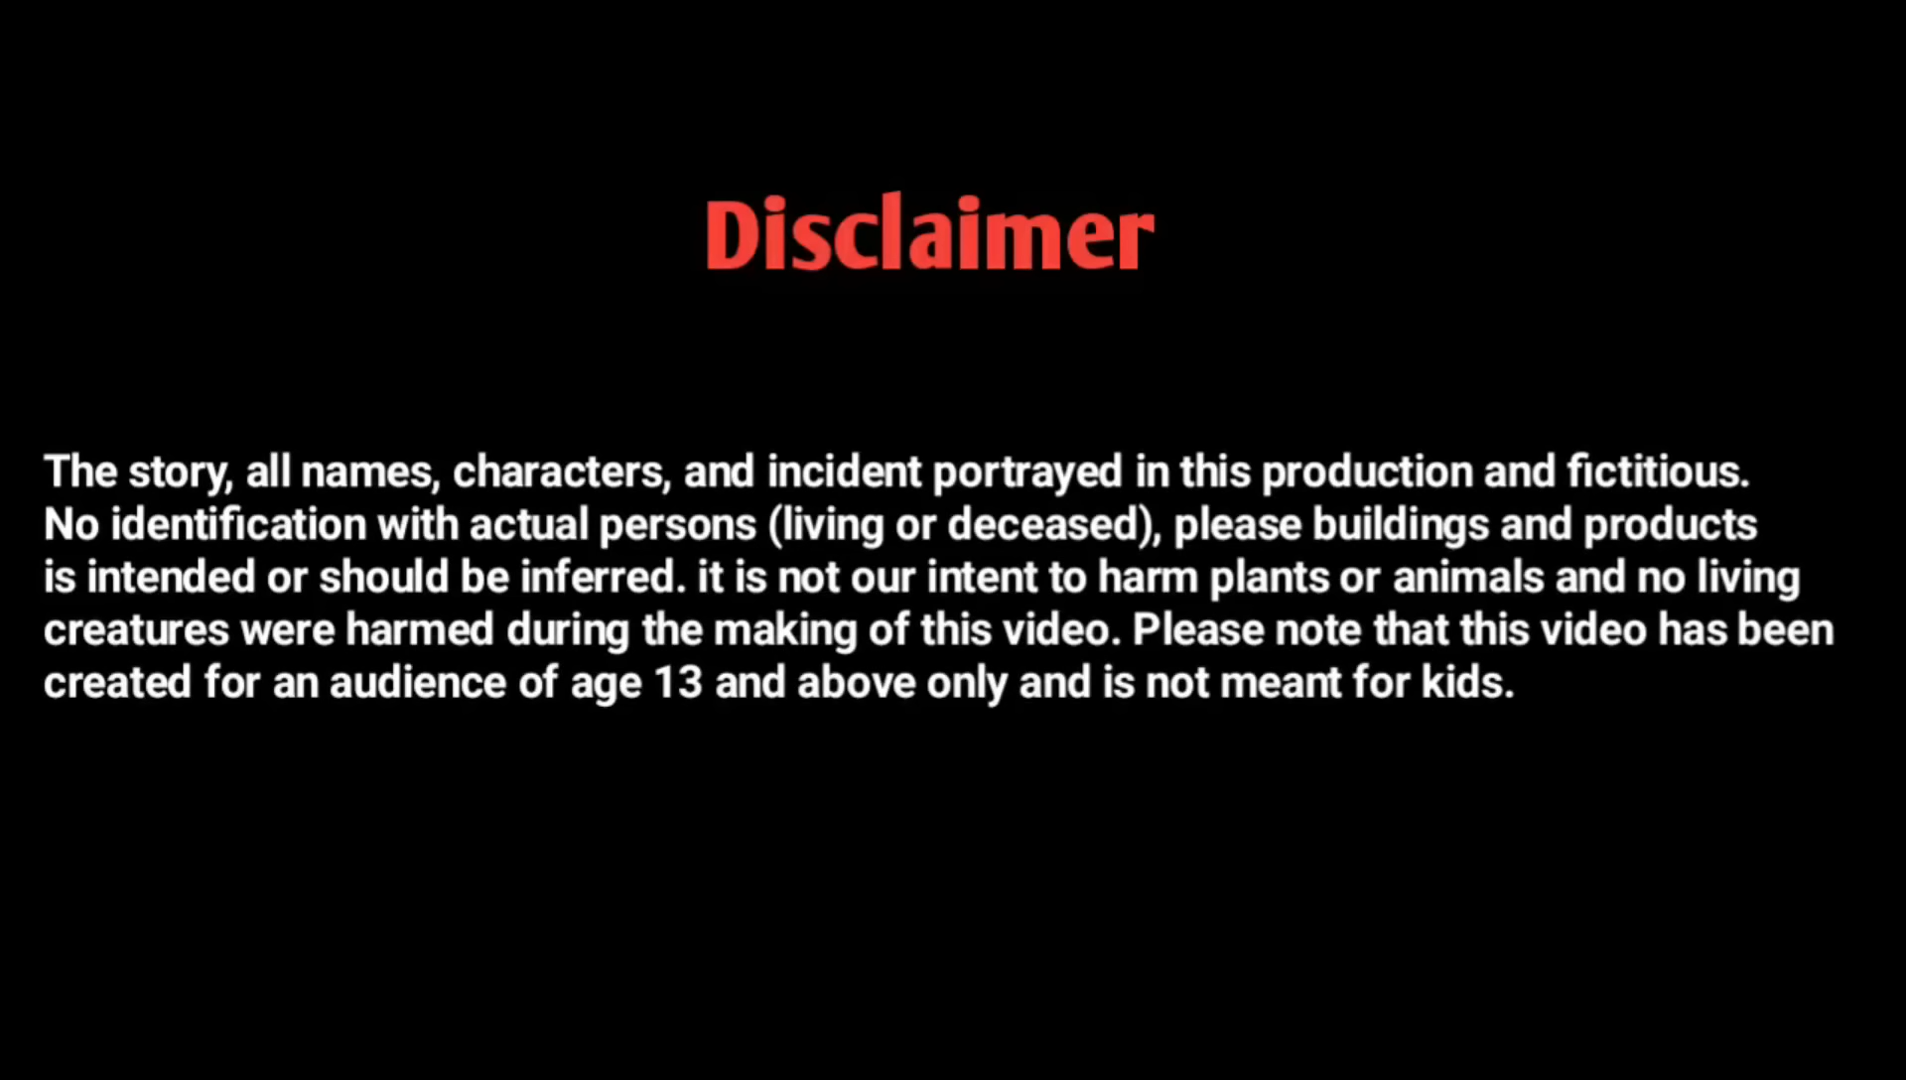 Disclaimer
The story, all names, characters, and incident portrayed in this production and fictitious.
No identification with actual persons (living or deceased), please buildings and products
is intended or should be inferred. it is not our intent to harm plants or animals and no living
creatures were harmed during the making of this video. Please note that this video has been
created for an audience of age 13 and above only and is not meant for kids.